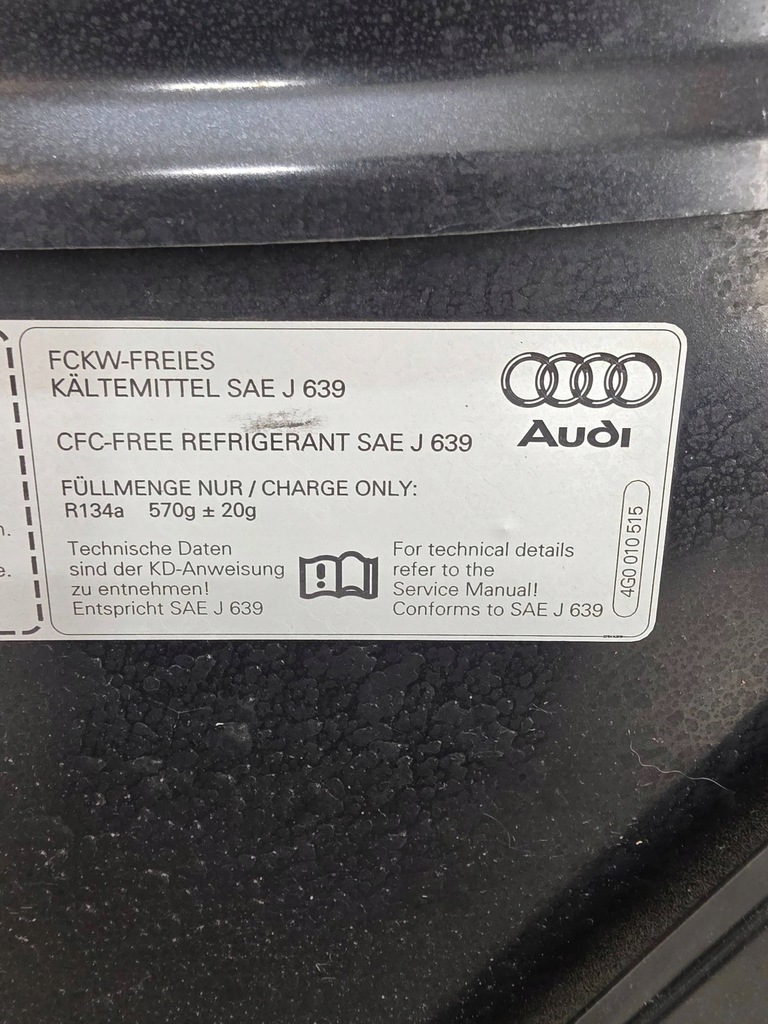 FCKW-FREIES
KÄLTEMITTEL SAE J 639
Audi
CFC-FREE REFRIGERANT SAE J 639
FÜLLMENGE NUR / CHARGE ONLY:
R134a 570g ± 20g
Technische Daten
sind der KD-Anweisung
zu entnehmen!
Entspricht SAE J 639
For technical details
refer to the
Service Manual!
Conforms to SAE J 639
4G0 010 515